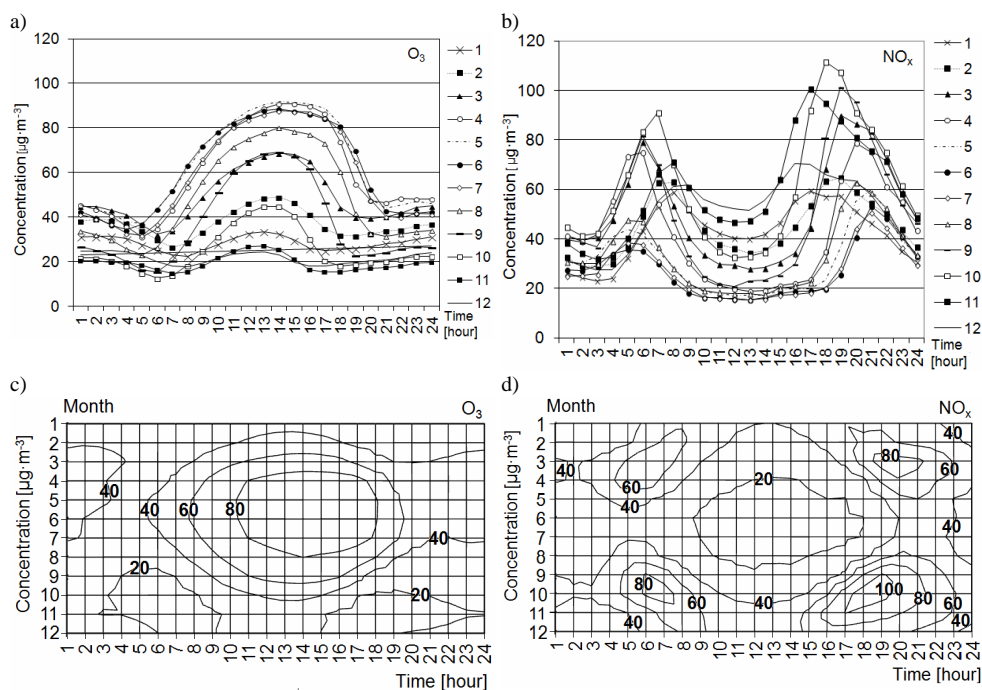 a)
O₃
Concentration [µg·m⁻³]
120
100
80
60
40
20
0
1 2 3 4 5 6 7 8 9 10 11 12 13 14 15 16 17 18 19 20 21 22 23 24
Time
[hour]
1
2
3
4
5
6
7
8
9
10
11
12
b)
NOₓ
Concentration [µg·m⁻³]
120
100
80
60
40
20
0
1 2 3 4 5 6 7 8 9 10 11 12 13 14 15 16 17 18 19 20 21 22 23 24
Time
[hour]
1
2
3
4
5
6
7
8
9
10
11
12
c)
Month
O₃
Concentration [µg·m⁻³]
1
2
3
4
5
6
7
8
9
10
11
12
40
40 60 80
40
20
20
1 2 3 4 5 6 7 8 9 10 11 12 13 14 15 16 17 18 19 20 21 22 23 24
Time [hour]
d)
Month
NOₓ
Concentration [µg·m⁻³]
1
2
3
4
5
6
7
8
9
10
11
12
40
80
40 60 20 60
40
40
80 100 80
60 40 60
40 40
1 2 3 4 5 6 7 8 9 10 11 12 13 14 15 16 17 18 19 20 21 22 23 24
Time [hour]